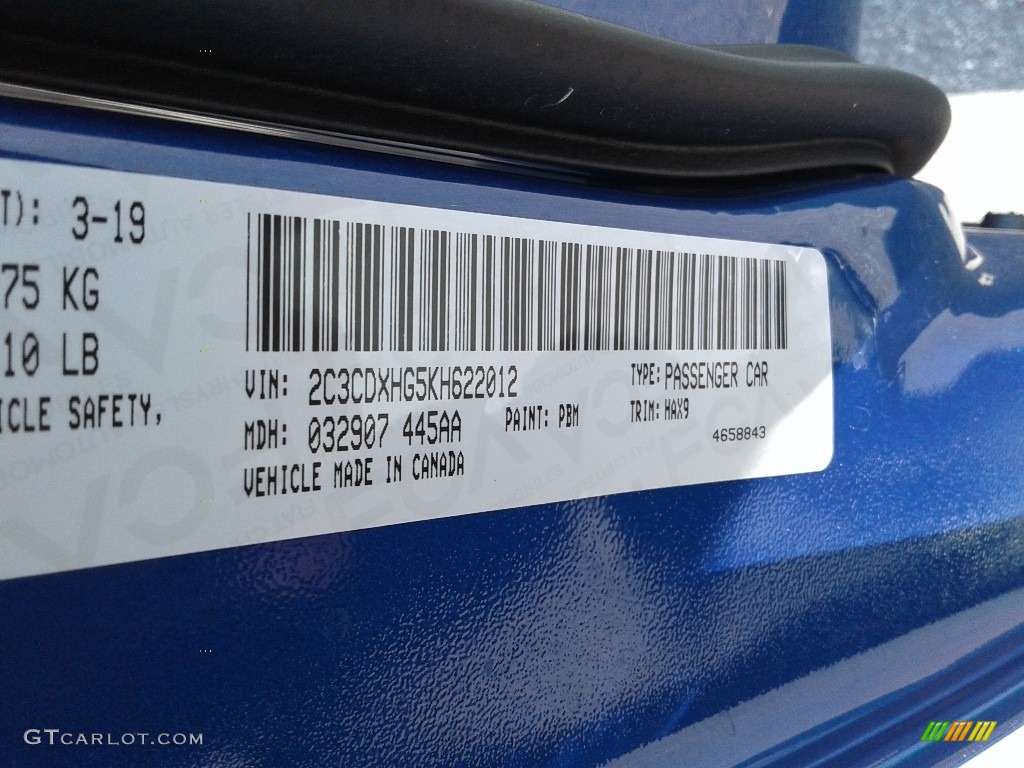 T): 3-19
75 KG
10 LB
ICLE SAFETY,
VIN: 2C3CDXHG5KH622012
TYPE: PASSENGER CAR
MDH: 032907 445AA
PAINT: PBM
TRIM: HAX9
4658843
VEHICLE MADE IN CANADA
GTCARLOT.COM